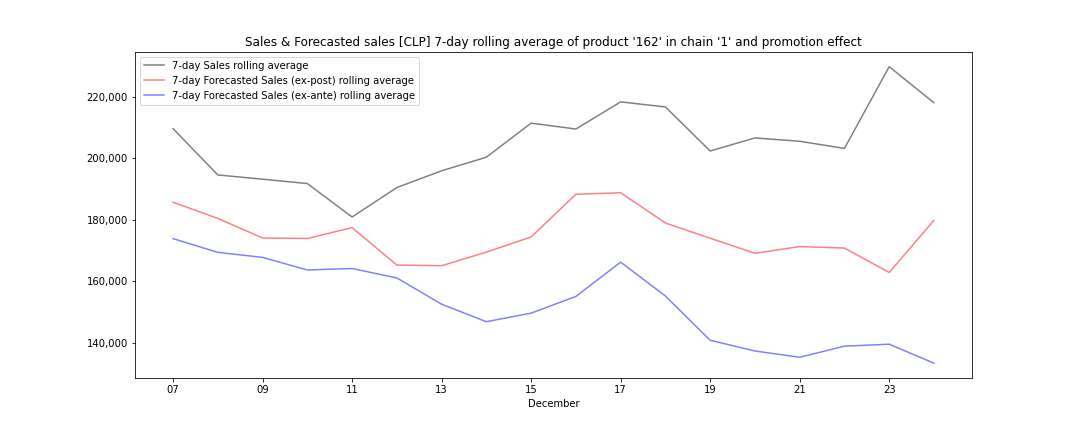 Sales & Forecasted sales [CLP] 7-day rolling average of product '162' in chain '1' and promotion effect
7-day Sales rolling average
7-day Forecasted Sales (ex-post) rolling average
7-day Forecasted Sales (ex-ante) rolling average
220,000
200,000
180,000
160,000
140,000
07 09 11 13 15 17 19 21 23
December